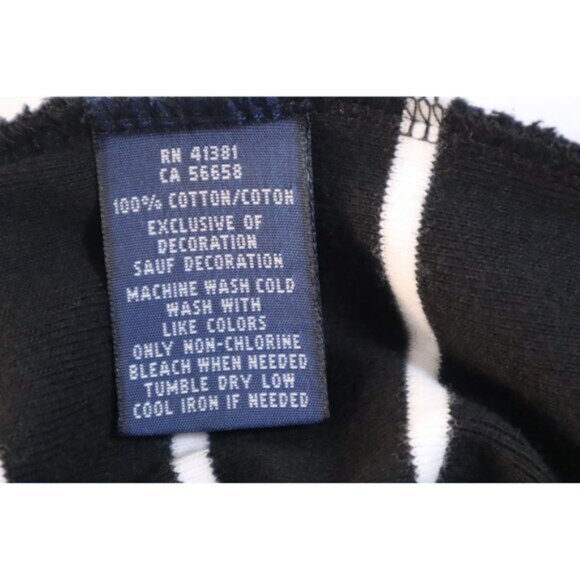 RN 41381
CA 56658
100% COTTON/COTON
EXCLUSIVE OF
DECORATION
SAUF DECORATION
MACHINE WASH COLD
WASH WITH
LIKE COLORS
ONLY NON-CHLORINE
BLEACH WHEN NEEDED
TUMBLE DRY LOW
COOL IRON IF NEEDED